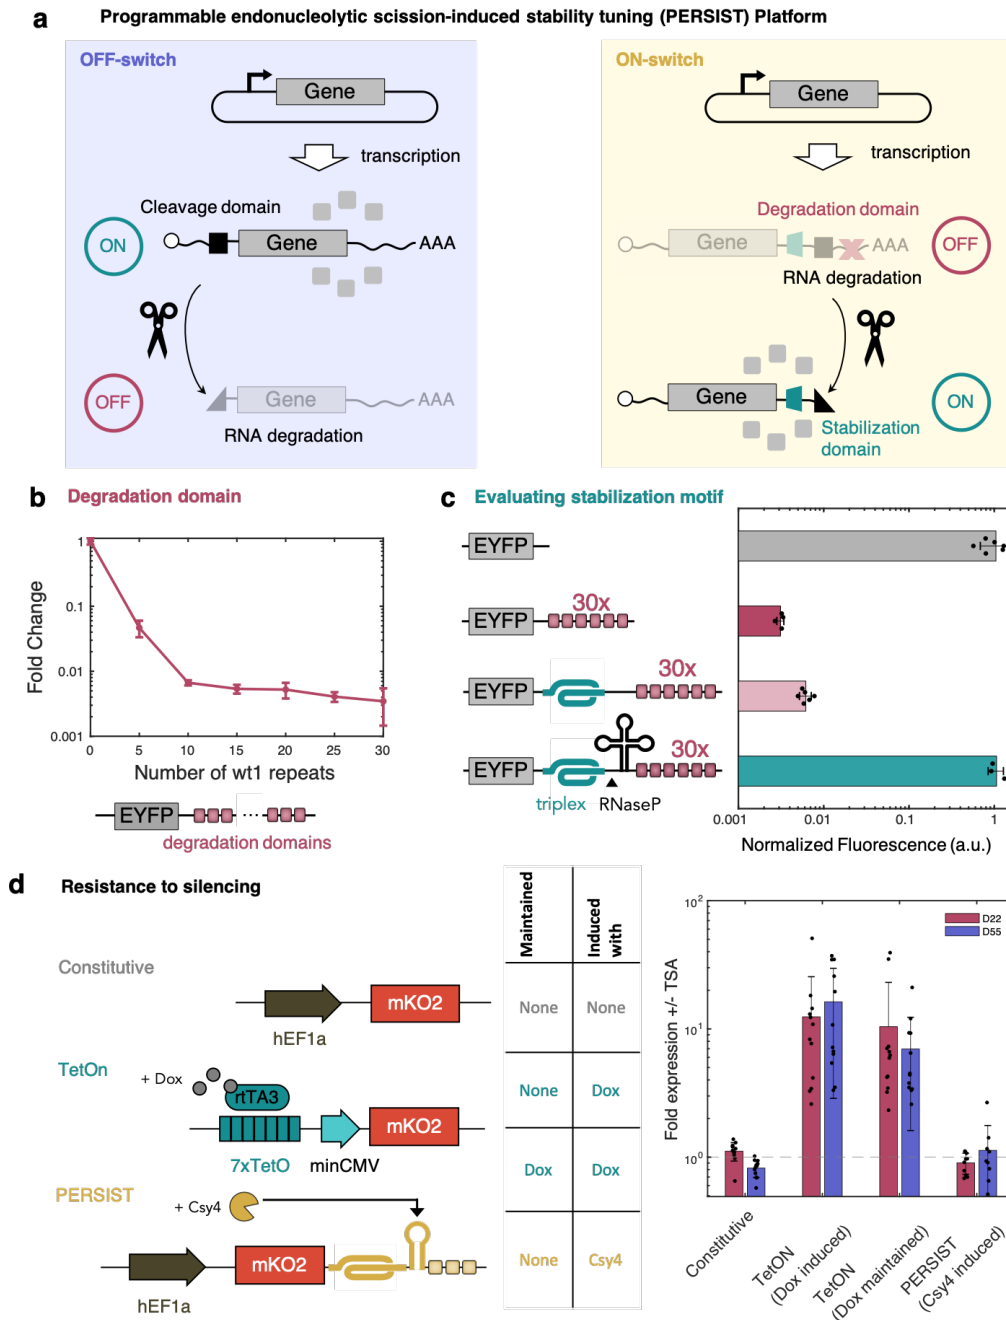 a Programmable endonucleolytic scission-induced stability tuning (PERSIST) Platform
OFF-switch
Gene
transcription
Cleavage domain
ON
Gene
AAA
OFF
Gene
AAA
RNA degradation
ON-switch
Gene
transcription
Degradation domain
Gene
AAA
OFF
RNA degradation
Gene
ON
Stabilization
domain
b Degradation domain
Fold Change
1
0.1
0.01
0.001
0 5 10 15 20 25 30
Number of wt1 repeats
EYFP
degradation domains
c Evaluating stabilization motif
EYFP
EYFP
30x
EYFP
30x
EYFP
30x
triplex
RNaseP
0.001 0.01 0.1 1
Normalized Fluorescence (a.u.)
d Resistance to silencing
Constitutive
hEF1a
mKO2
TetOn
+ Dox
rtTA3
7xTetO
minCMV
mKO2
PERSIST
+ Csy4
hEF1a
mKO2
Maintained
Induced
with
None None
None Dox
Dox Dox
None Csy4
Fold expression +/- TSA
10²
10¹
10⁰
D22
D55
Constitutive
TetON
(Dox induced)
TetON
(Dox maintained)
PERSIST
(Csy4 induced)